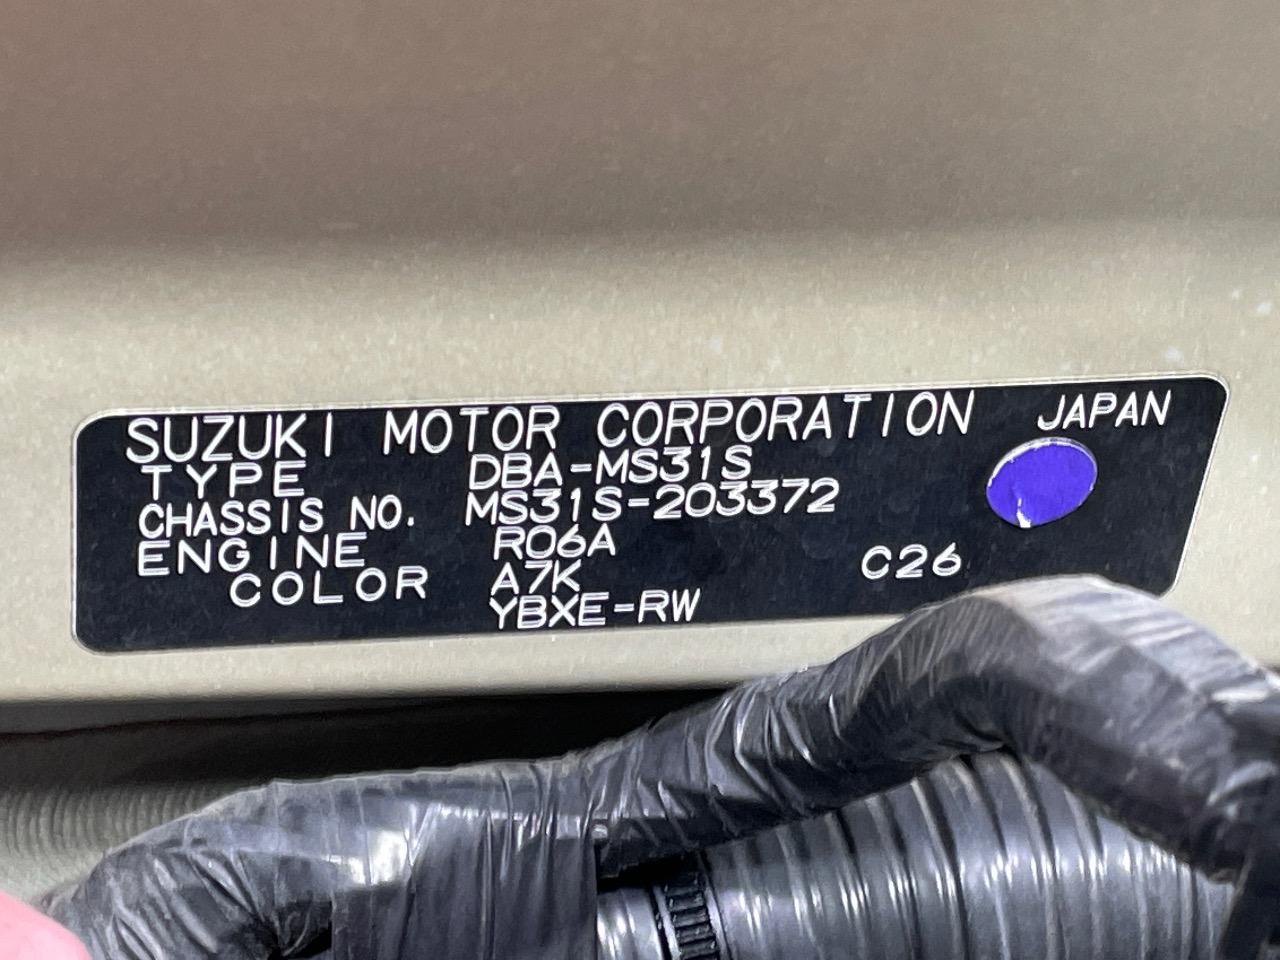 SUZUKI MOTOR CORPORATION JAPAN
TYPE DBA-MS31S
CHASSIS NO. MS31S-203372
ENGINE R06A
COLOR A7K C26
YBXE-RW